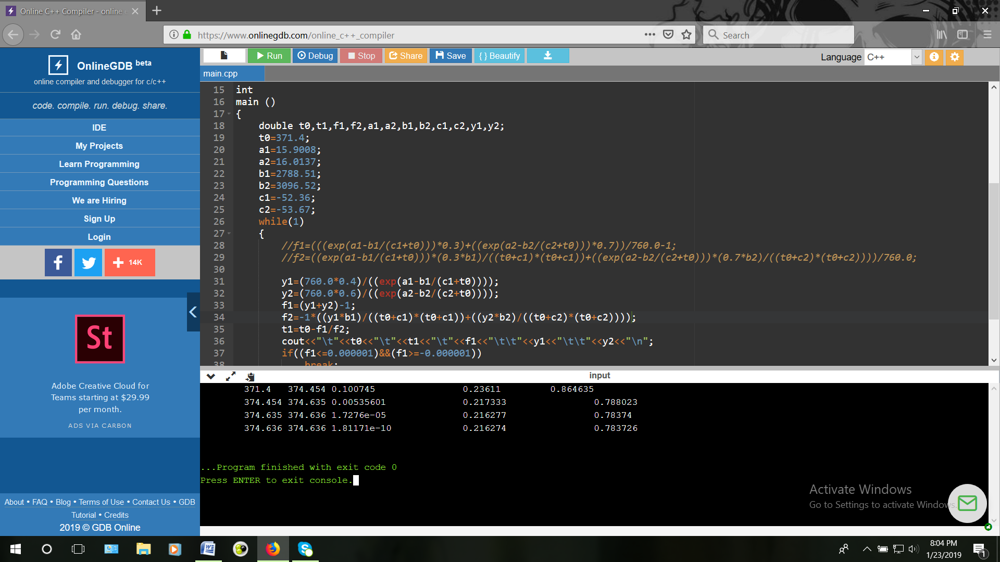 Online C++ Compiler - online e
https://www.onlinegdb.com/online_c++_compiler
Search
OnlineGDB beta
online compiler and debugger for c/c++
code. compile. run. debug. share.
IDE
My Projects
Learn Programming
Programming Questions
We are Hiring
Sign Up
Login
f
+ 14K
St
Adobe Creative Cloud for
Teams starting at $29.99
per month.
ADS VIA CARBON
About • FAQ • Blog • Terms of Use • Contact Us • GDB
Tutorial • Credits
2019 © GDB Online
Run Debug Stop Share Save { } Beautify
Language C++
main.cpp
15 int
16 main ()
17 {
18 double t0,t1,f1,f2,a1,a2,b1,b2,c1,c2,y1,y2;
19 t0=371.4;
20 a1=15.9008;
21 a2=16.0137;
22 b1=2788.51;
23 b2=3096.52;
24 c1=-52.36;
25 c2=-53.67;
26 while(1)
27 {
28 //f1=(((exp(a1-b1/(c1+t0)))*0.3)+((exp(a2-b2/(c2+t0)))*0.7))/760.0-1;
29 //f2=((exp(a1-b1/(c1+t0)))*(0.3*b1)/((t0+c1)*(t0+c1))+((exp(a2-b2/(c2+t0)))*(0.7*b2)/((t0+c2)*(t0+c2))))/760.0;
30
31 y1=(760.0*0.4)/((exp(a1-b1/(c1+t0))));
32 y2=(760.0*0.6)/((exp(a2-b2/(c2+t0))));
33 f1=(y1+y2)-1;
34 f2=-1*((y1*b1)/((t0+c1)*(t0+c1))+((y2*b2)/((t0+c2)*(t0+c2))));
35 t1=t0-f1/f2;
36 cout<<"\t"<<t0<<"\t"<<t1<<"\t"<<f1<<"\t\t"<<y1<<"\t\t"<<y2<<"\n";
37 if((f1<=0.000001)&&(f1>=-0.000001))
38 break;
input
371.4 374.454 0.100745 0.23611 0.864635
374.454 374.635 0.00535601 0.217333 0.788023
374.635 374.636 1.7276e-05 0.216277 0.78374
374.636 374.636 1.81171e-10 0.216274 0.783726
...Program finished with exit code 0
Press ENTER to exit console.
Activate Windows
Go to Settings to activate Windows.
8:04 PM
1/23/2019
1